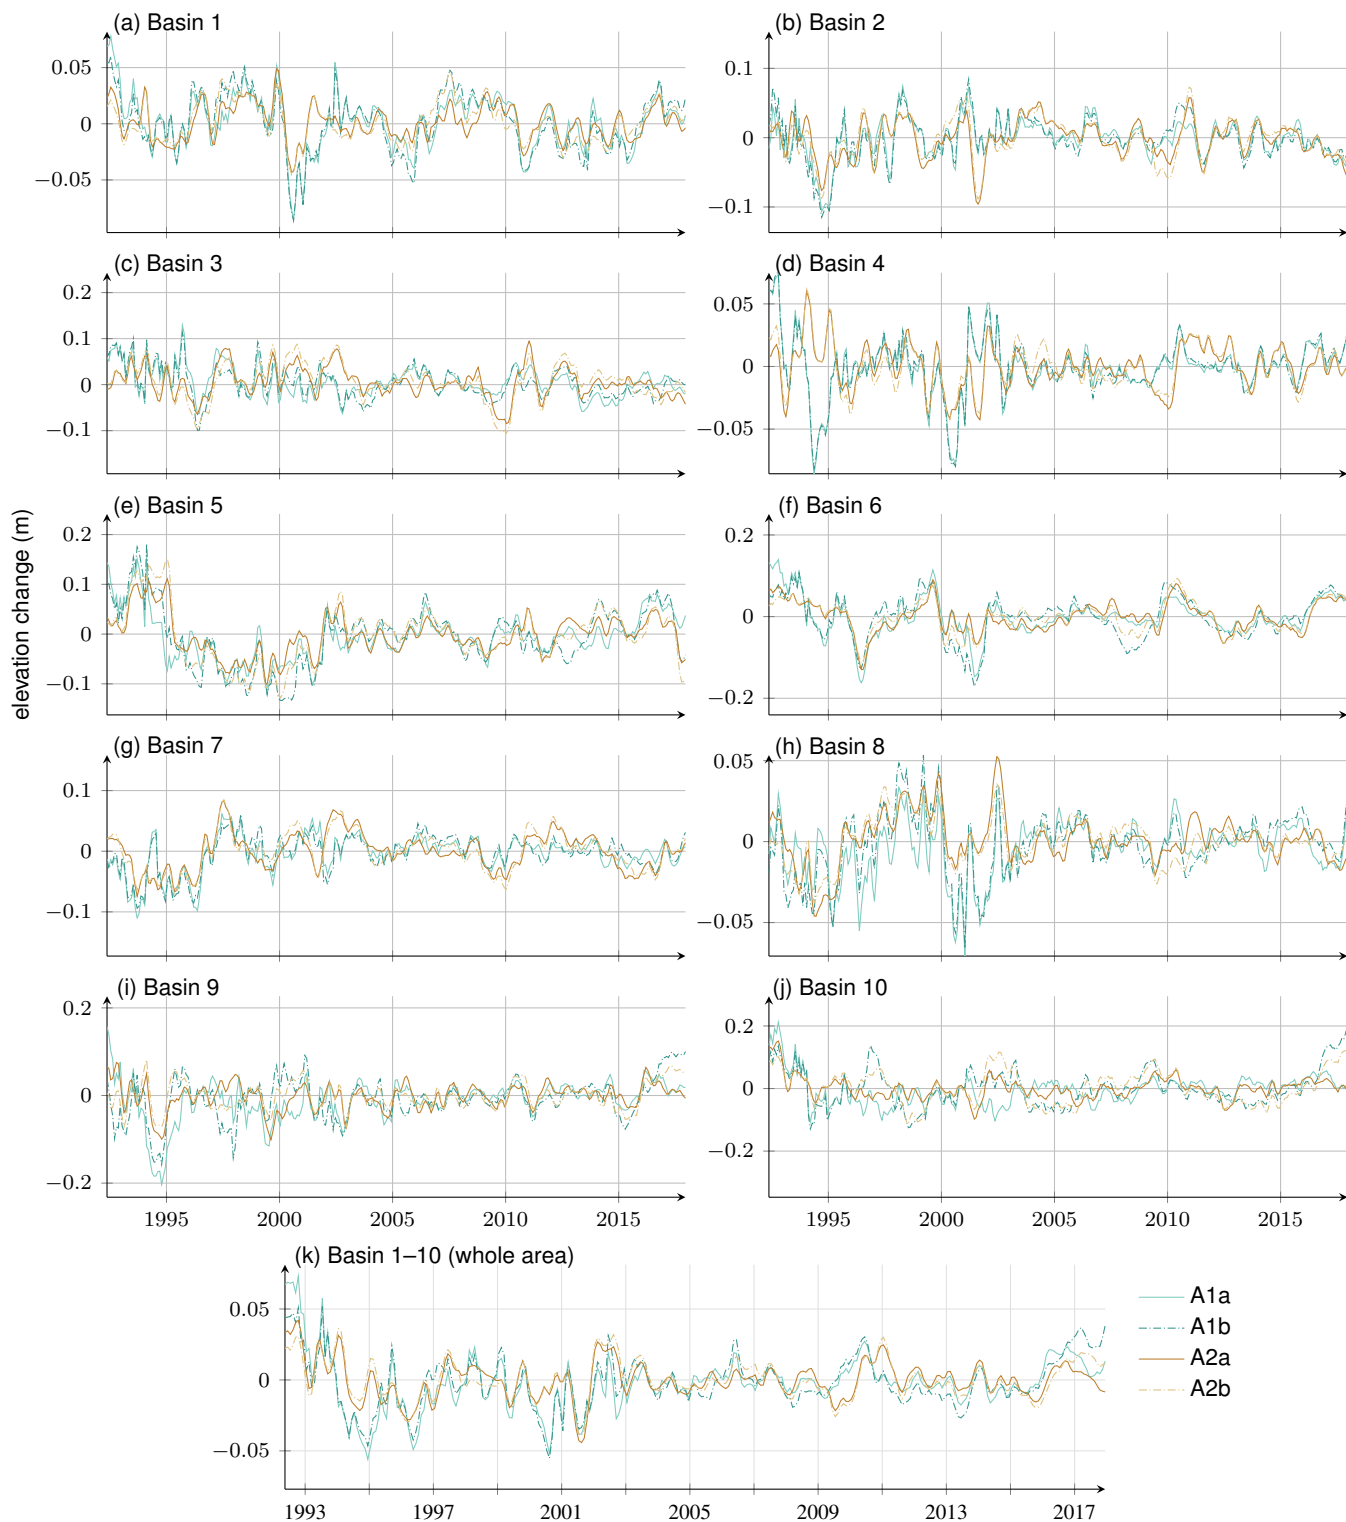 (a) Basin 1
0.05
0
−0.05
(b) Basin 2
0.1
0
−0.1
(c) Basin 3
0.2
0.1
0
−0.1
(d) Basin 4
0.05
0
−0.05
elevation change (m)
(e) Basin 5
0.2
0.1
0
−0.1
(f) Basin 6
0.2
0
−0.2
(g) Basin 7
0.1
0
−0.1
(h) Basin 8
0.05
0
−0.05
(i) Basin 9
0.2
0
−0.2
1995 2000 2005 2010 2015
(j) Basin 10
0.2
0
−0.2
1995 2000 2005 2010 2015
(k) Basin 1–10 (whole area)
0.05
0
−0.05
1993 1997 2001 2005 2009 2013 2017
A1a
A1b
A2a
A2b